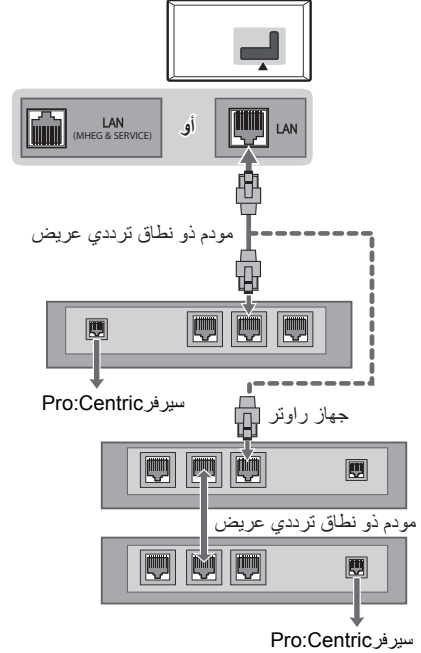 LAN
(MHEG & SERVICE)
أو
LAN
مودم ذو نطاق ترددي عريض
سيرفرPro:Centric
جهاز راوتر
مودم ذو نطاق ترددي عريض
سيرفرPro:Centric